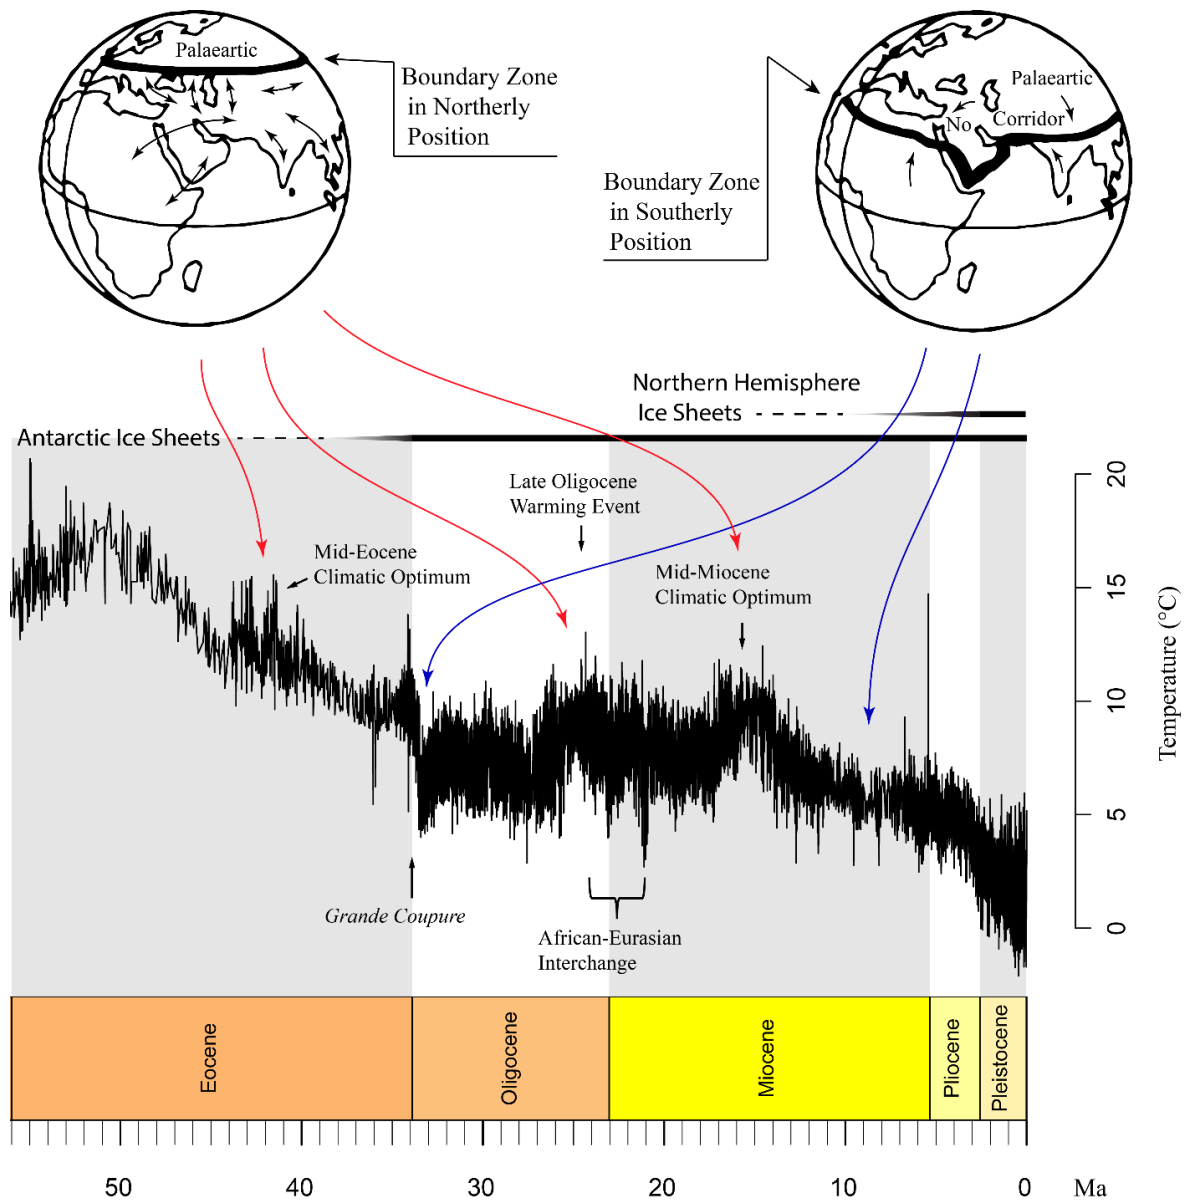 Palaeartic
Boundary Zone
in Northerly
Position
Palaeartic
No
Corridor
Boundary Zone
in Southerly
Position
Northern Hemisphere
Ice Sheets
Antarctic Ice Sheets
Late Oligocene
Warming Event
Mid-Eocene
Climatic Optimum
Mid-Miocene
Climatic Optimum
Grande Coupure
African-Eurasian
Interchange
20
15
10
5
0
Temperature (°C)
Eocene
Oligocene
Miocene
Pliocene
Pleistocene
50
40
30
20
10
0
Ma